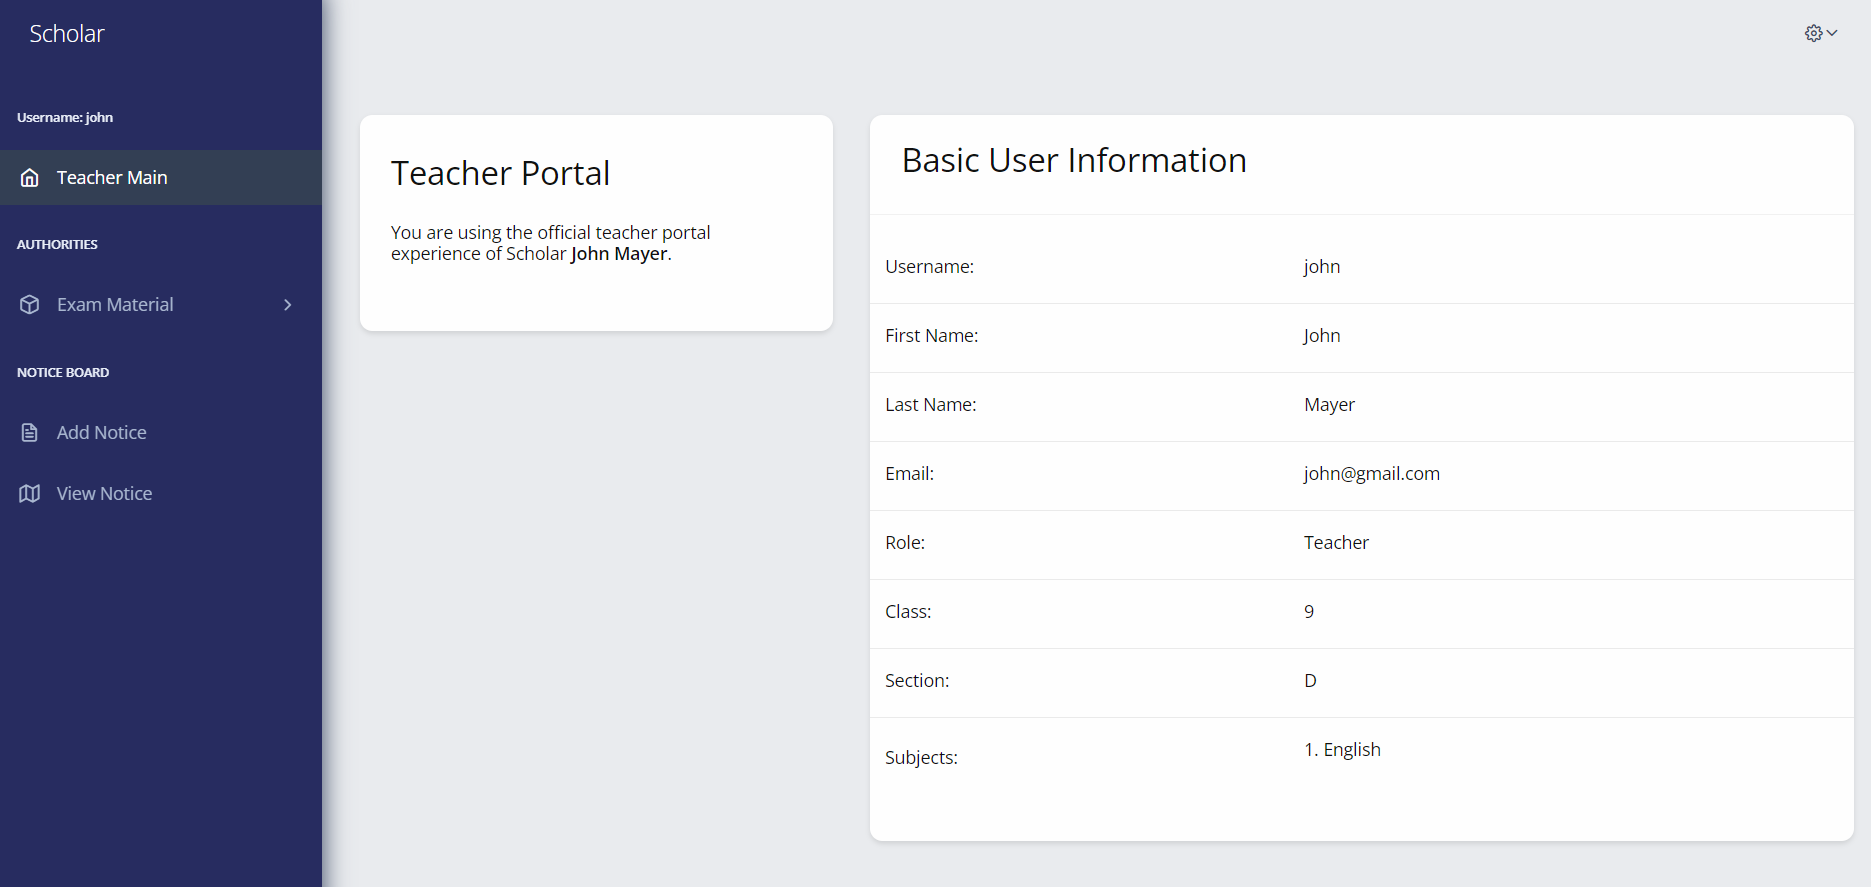 Scholar
Username: john
Teacher Main
AUTHORITIES
Exam Material
NOTICE BOARD
Add Notice
View Notice
Teacher Portal
You are using the official teacher portal
experience of Scholar John Mayer.
Basic User Information
Username: john
First Name: John
Last Name: Mayer
Email: john@gmail.com
Role: Teacher
Class: 9
Section: D
Subjects: 1. English